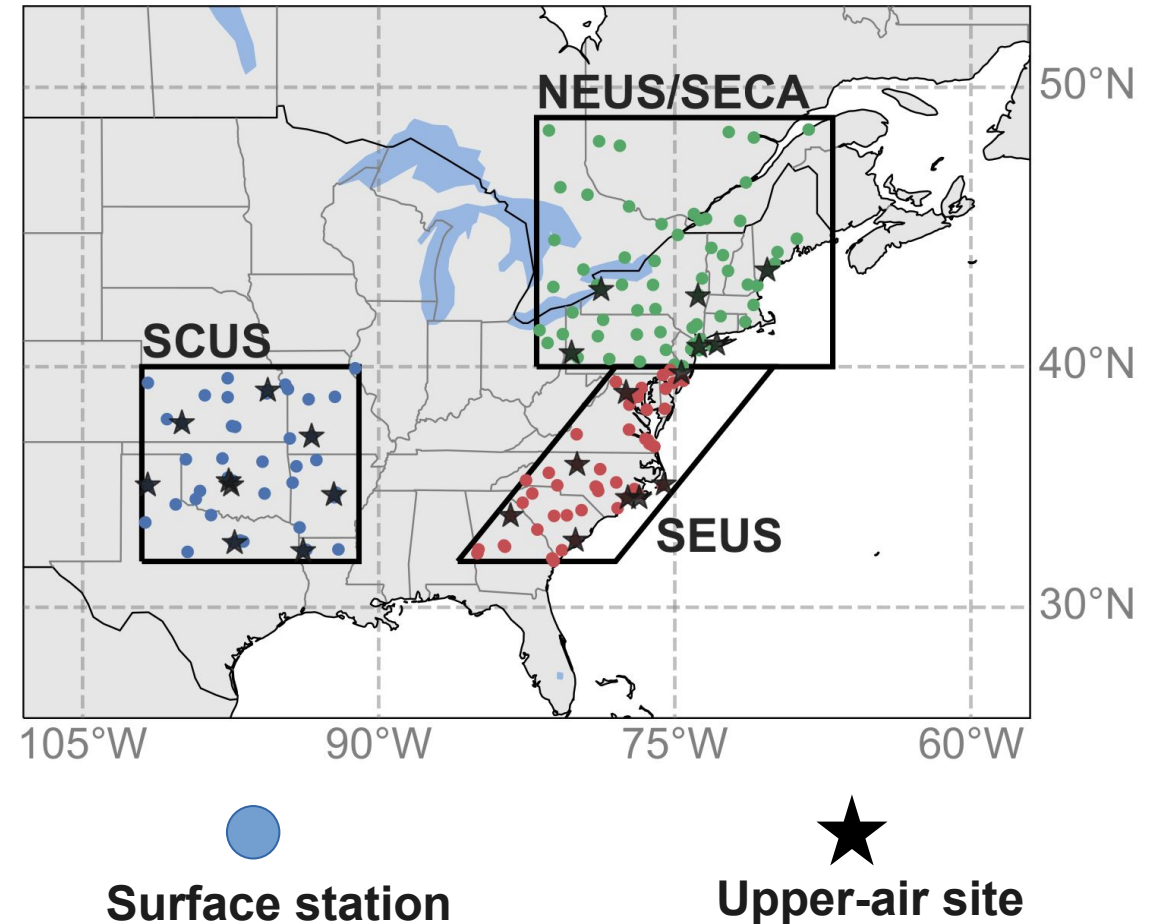 NEUS/SECA
50°N
SCUS
40°N
SEUS
30°N
105°W
90°W
75°W
60°W
Surface station
Upper-air site